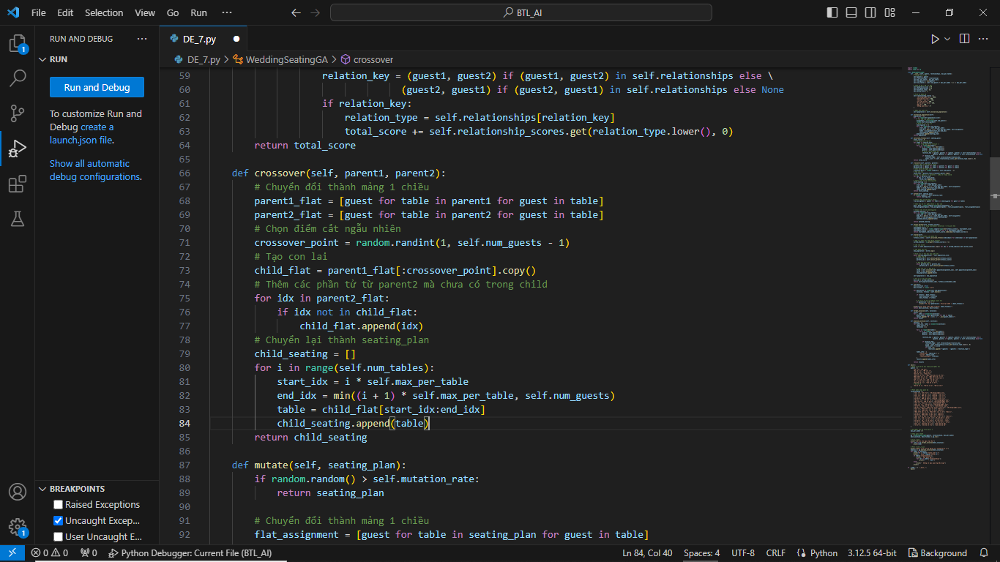 File Edit Selection View Go Run ··· BTL_AI
RUN AND DEBUG ···
RUN
Run and Debug
To customize Run and
Debug create a
launch.json file.
Show all automatic
debug configurations.
BREAKPOINTS
Raised Exceptions
Uncaught Excep...
User Uncaught E...
1
1
DE_7.py
DE_7.py > WeddingSeatingGA > crossover
59 relation_key = (guest1, guest2) if (guest1, guest2) in self.relationships else \
60 (guest2, guest1) if (guest2, guest1) in self.relationships else None
61 if relation_key:
62 relation_type = self.relationships[relation_key]
63 total_score += self.relationship_scores.get(relation_type.lower(), 0)
64 return total_score
65
66 def crossover(self, parent1, parent2):
67 # Chuyển đổi thành mảng 1 chiều
68 parent1_flat = [guest for table in parent1 for guest in table]
69 parent2_flat = [guest for table in parent2 for guest in table]
70 # Chọn điểm cắt ngẫu nhiên
71 crossover_point = random.randint(1, self.num_guests - 1)
72 # Tạo con lai
73 child_flat = parent1_flat[:crossover_point].copy()
74 # Thêm các phần tử từ parent2 mà chưa có trong child
75 for idx in parent2_flat:
76 if idx not in child_flat:
77 child_flat.append(idx)
78 # Chuyển lại thành seating_plan
79 child_seating = []
80 for i in range(self.num_tables):
81 start_idx = i * self.max_per_table
82 end_idx = min((i + 1) * self.max_per_table, self.num_guests)
83 table = child_flat[start_idx:end_idx]
84 child_seating.append(table)
85 return child_seating
86
87 def mutate(self, seating_plan):
88 if random.random() > self.mutation_rate:
89 return seating_plan
90
91 # Chuyển đổi thành mảng 1 chiều
92 flat_assignment = [guest for table in seating_plan for guest in table]
0 0 0 Python Debugger: Current File (BTL_AI) Ln 84, Col 40 Spaces: 4 UTF-8 CRLF Python 3.12.5 64-bit Background